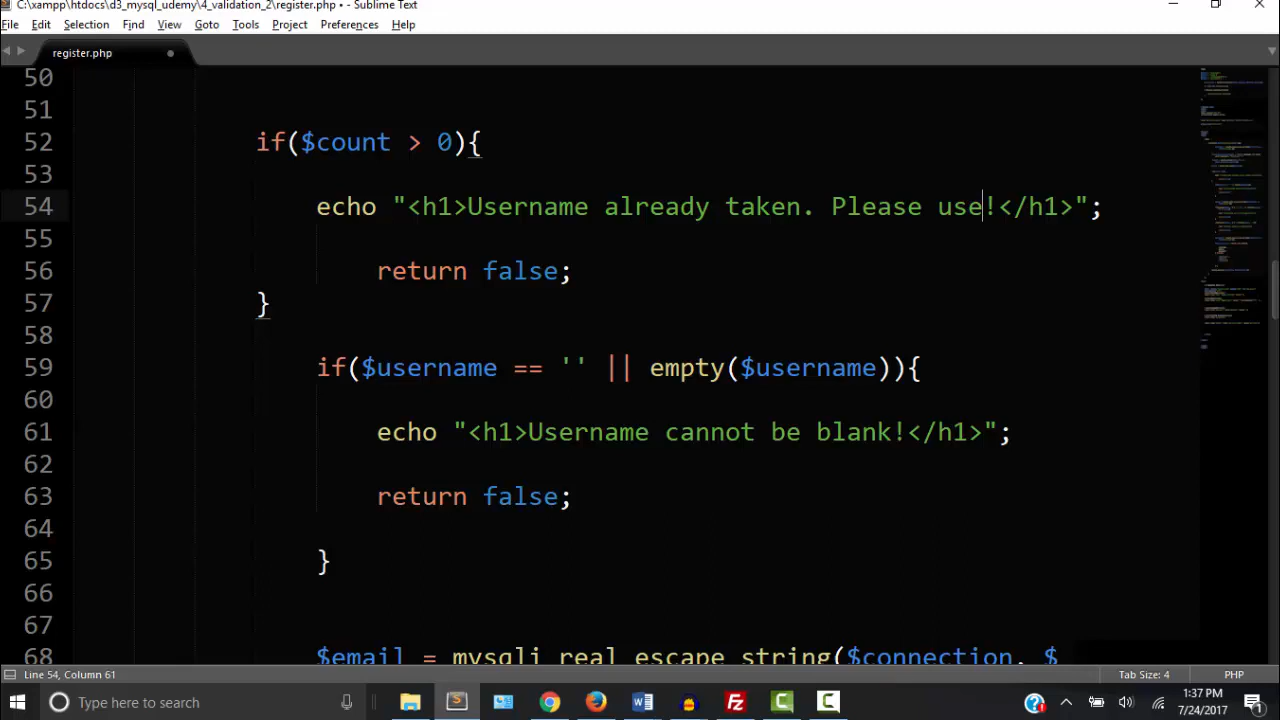 C:\xampp\htdocs\d3_mysql_udemy\4_validation_2\register.php • - Sublime Text
File Edit Selection Find View Goto Tools Project Preferences Help
register.php
50
51
52 if($count > 0){
53
54 echo "<h1>Username already taken. Please use!</h1>";
55
56 return false;
57 }
58
59 if($username == '' || empty($username)){
60
61 echo "<h1>Username cannot be blank!</h1>";
62
63 return false;
64
65 }
66
67
68 $email = mysqli_real_escape_string($connection, $
Line 54, Column 61 Tab Size: 4 PHP
Type here to search 1:37 PM
7/24/2017